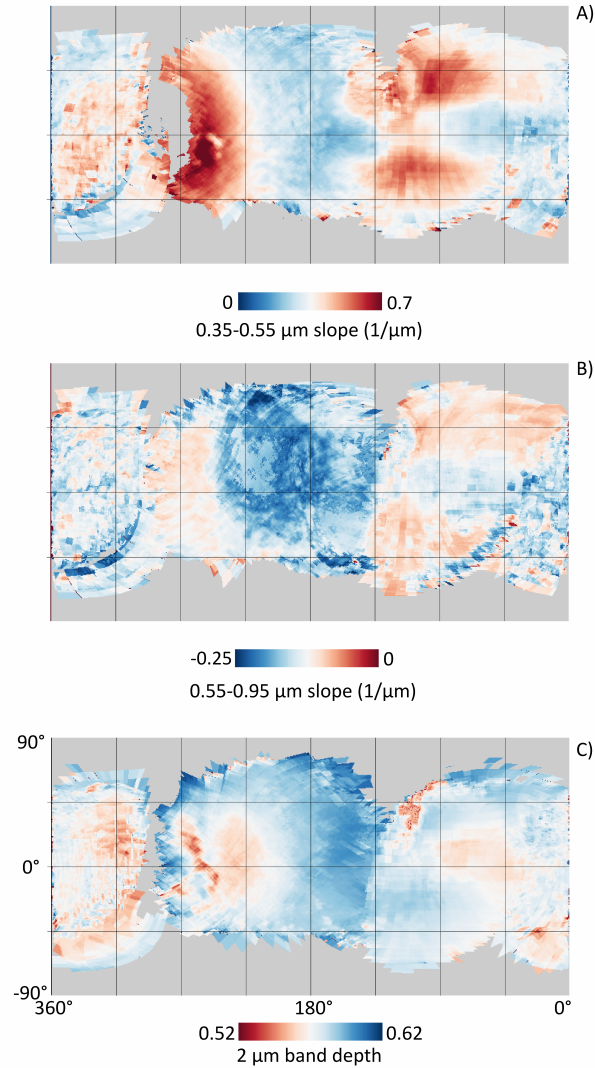 A)
0 0.7
0.35-0.55 µm slope (1/µm)
B)
-0.25 0
0.55-0.95 µm slope (1/µm)
90° C)
0°
-90°
360° 180° 0°
0.52 0.62
2 µm band depth